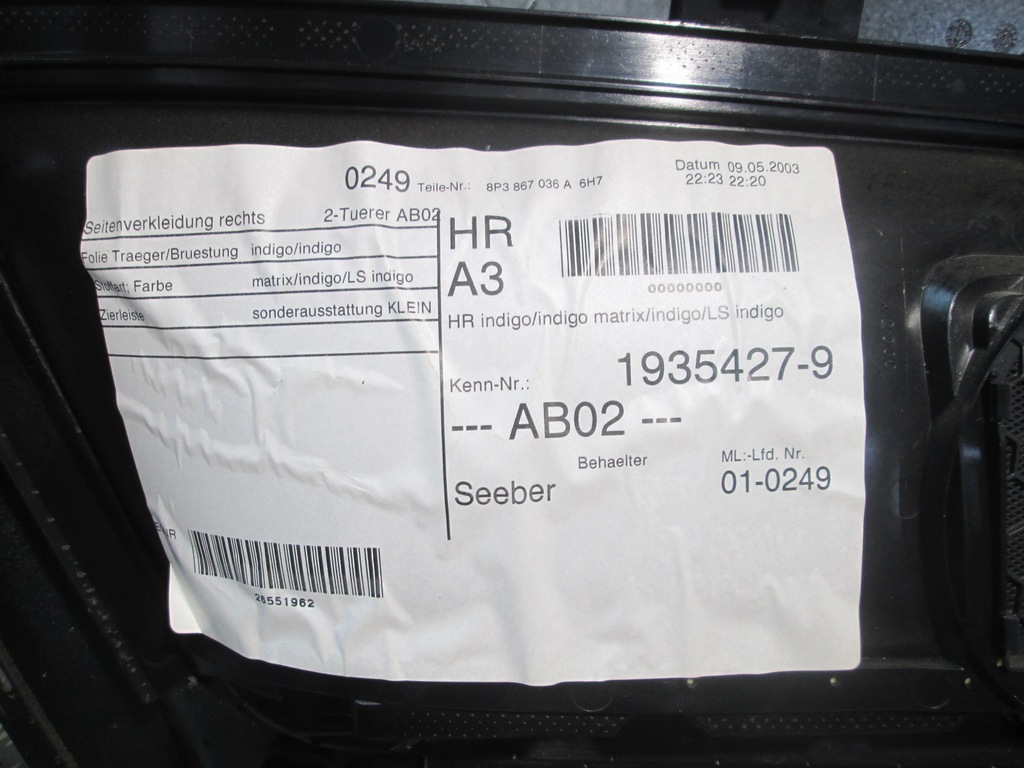 0249 Teile-Nr.: 8P3 867 036 A 6H7
Datum 09.05.2003
22:23 22:20
Seitenverkleidung rechts 2-Tuerer AB02
Folie Traeger/Bruestung indigo/indigo
Stoffart; Farbe matrix/indigo/LS indigo
Zierleiste sonderausstattung KLEIN
HR
A3
00000000
HR indigo/indigo matrix/indigo/LS indigo
Kenn-Nr.: 1935427-9
--- AB02 ---
Behaelter ML:-Lfd. Nr.
Seeber 01-0249
26551962